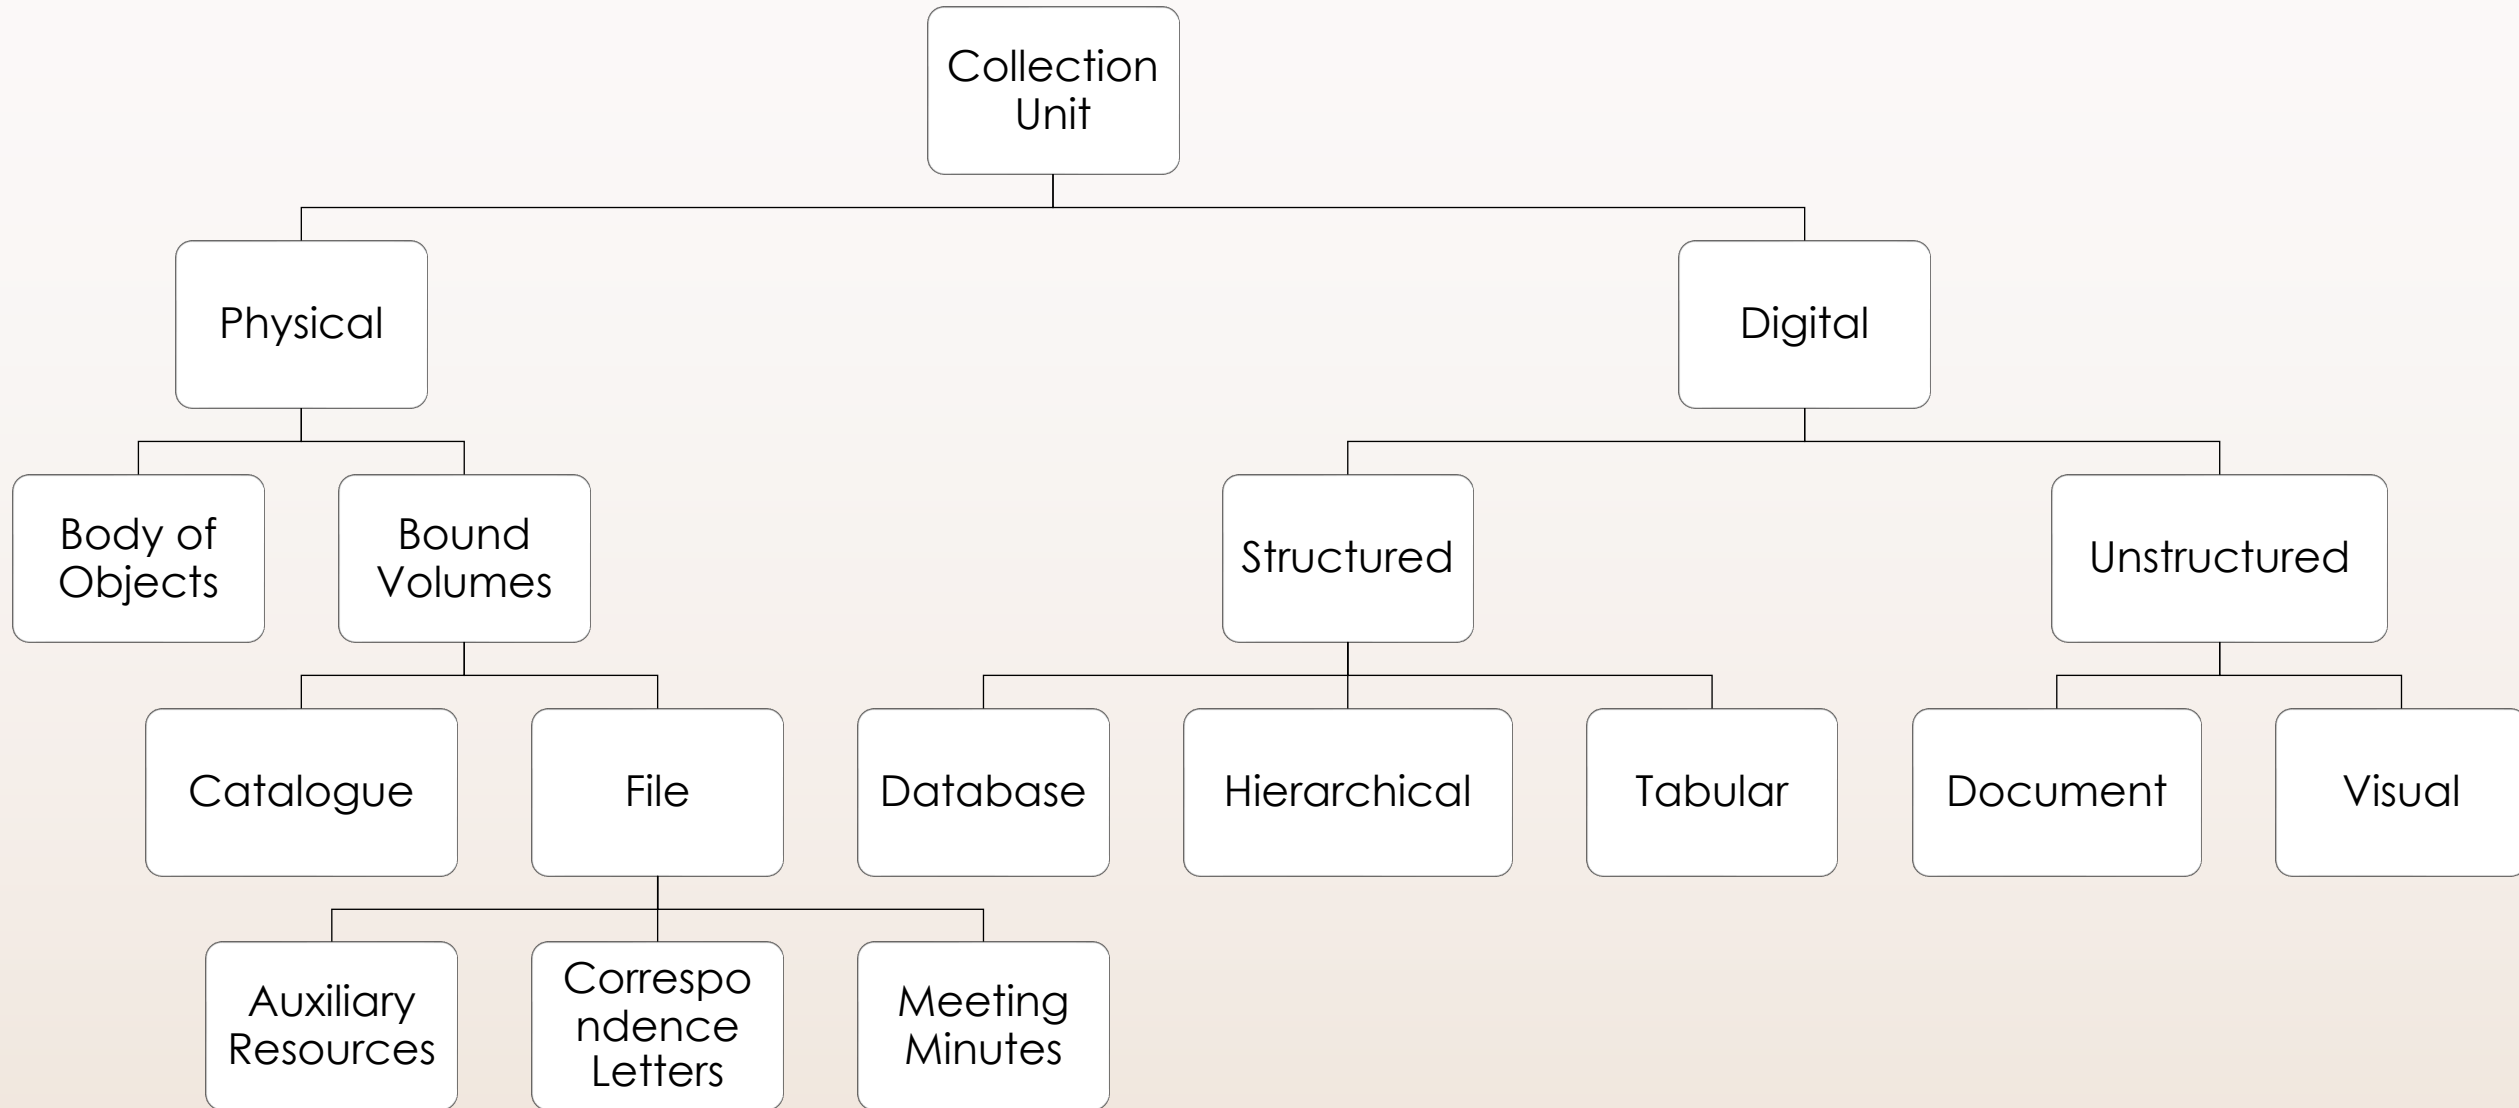 Collection
Unit
Physical
Digital
Body of
Objects
Bound
Volumes
Structured
Unstructured
Catalogue
File
Database
Hierarchical
Tabular
Document
Visual
Auxiliary
Resources
Correspo
ndence
Letters
Meeting
Minutes